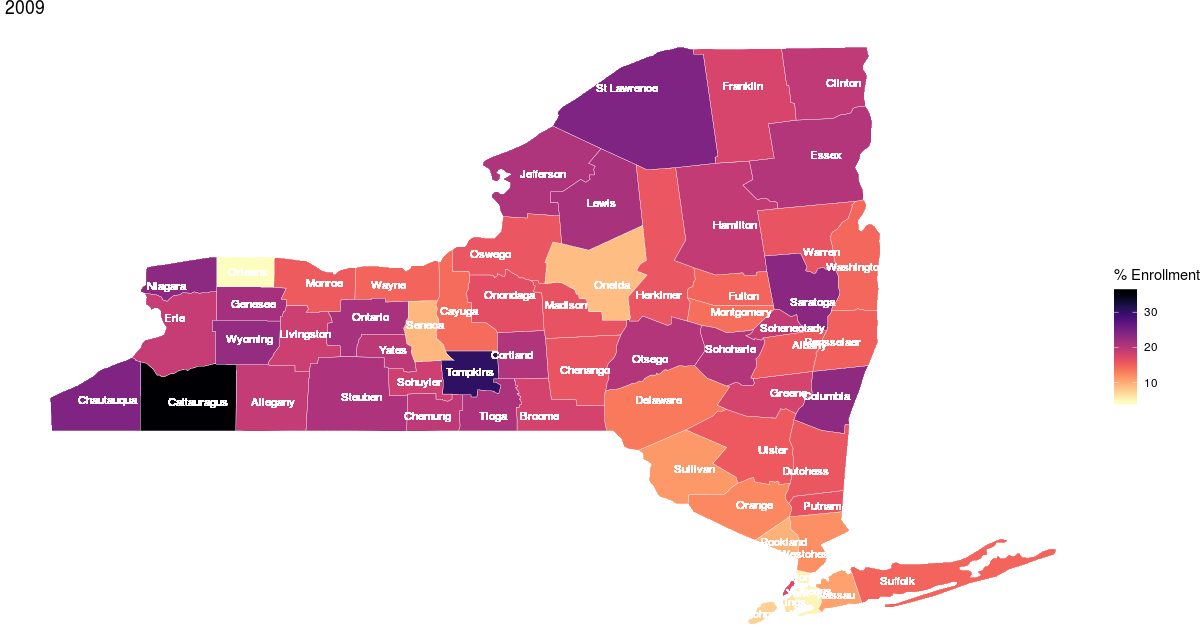 2009
St Lawrence
Franklin
Clinton
Essex
Jefferson
Lewis
Hamilton
Oswego
Warren
Washington
Orleans
Niagara
Monroe
Wayne
Oneida
Herkimer
Fulton
Saratoga
Genesee
Onondaga
Madison
Montgomery
Erie
Ontario
Seneca
Cayuga
Schenectady
Livingston
Wyoming
Yates
Cortland
Otsego
Schoharie
Albany
Rensselaer
Tompkins
Chenango
Schuyler
Chautauqua
Cattaraugus
Allegany
Steuben
Chemung
Tioga
Broome
Delaware
Greene
Columbia
Ulster
Sullivan
Dutchess
Orange
Putnam
Rockland
Westches
Suffolk
Nassau
% Enrollment
30
20
10